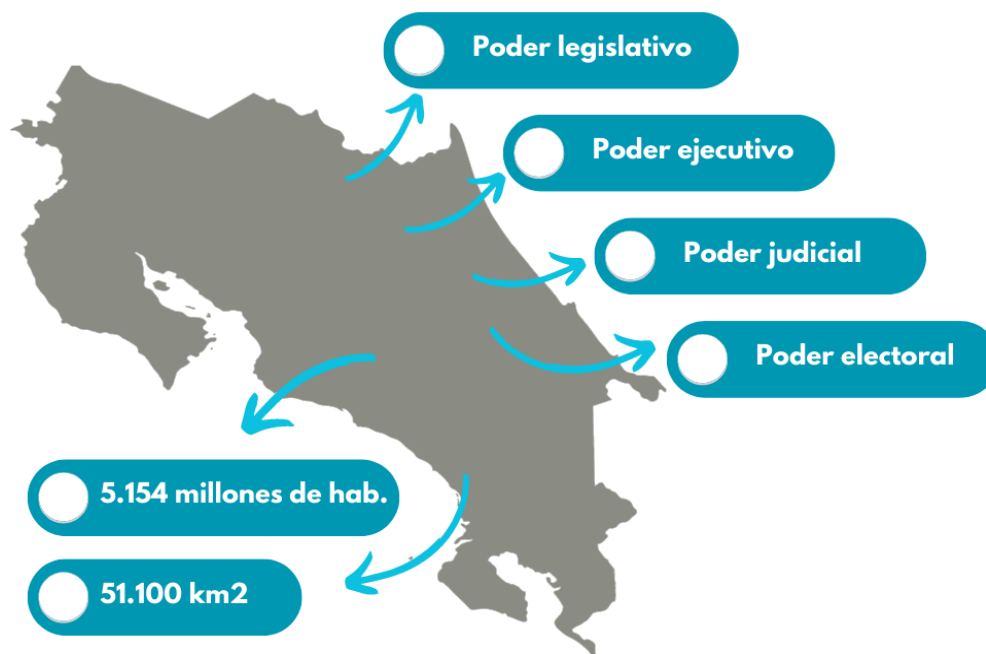 Poder legislativo
Poder ejecutivo
Poder judicial
Poder electoral
5.154 millones de hab.
51.100 km2